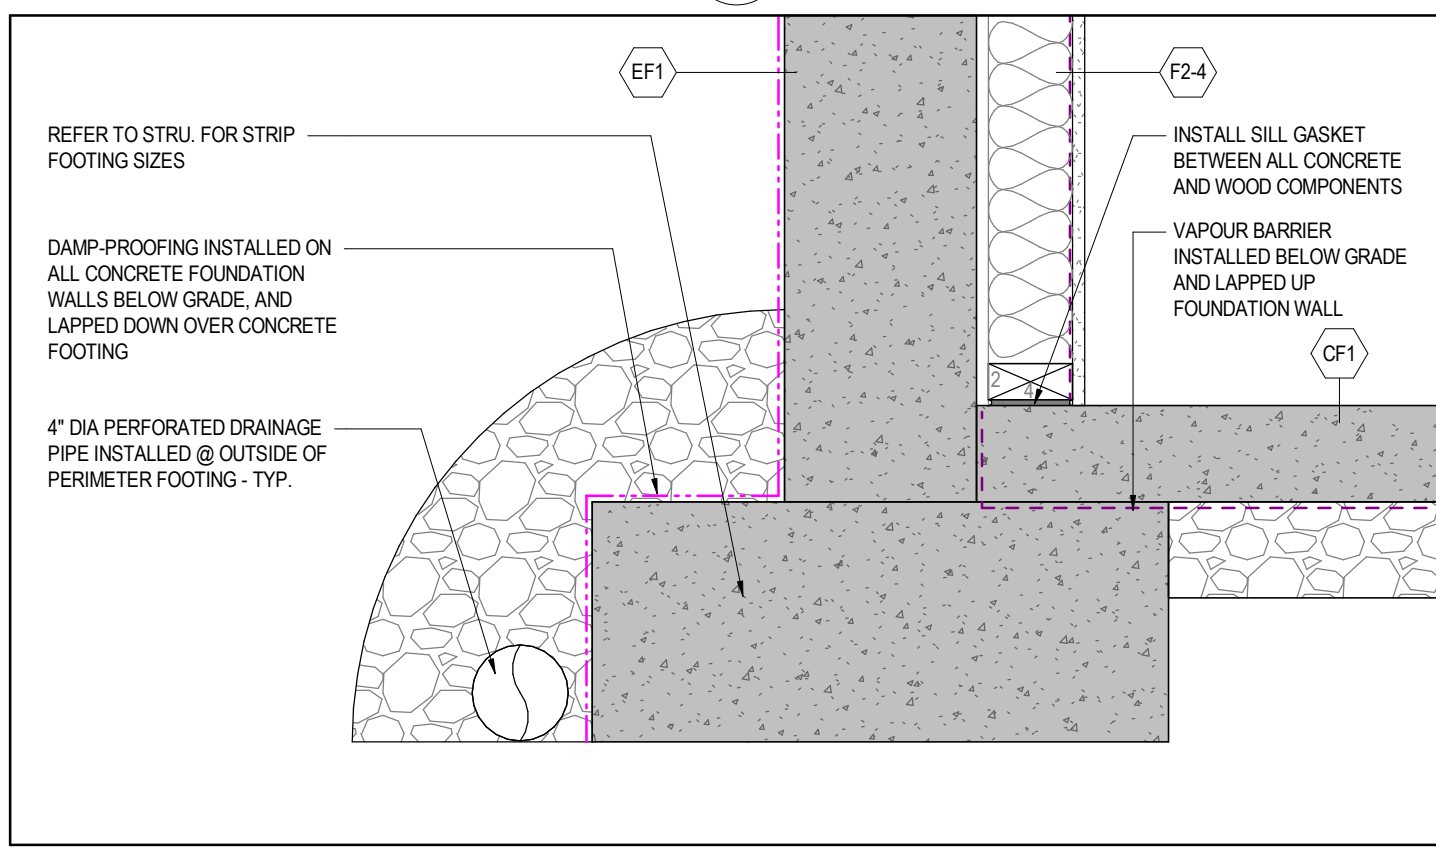 EF1
F2-4
REFER TO STRU. FOR STRIP
FOOTING SIZES
INSTALL SILL GASKET
BETWEEN ALL CONCRETE
AND WOOD COMPONENTS
DAMP-PROOFING INSTALLED ON
ALL CONCRETE FOUNDATION
WALLS BELOW GRADE, AND
LAPPED DOWN OVER CONCRETE
FOOTING
VAPOUR BARRIER
INSTALLED BELOW GRADE
AND LAPPED UP
FOUNDATION WALL
CF1
2
4
4" DIA PERFORATED DRAINAGE
PIPE INSTALLED @ OUTSIDE OF
PERIMETER FOOTING - TYP.